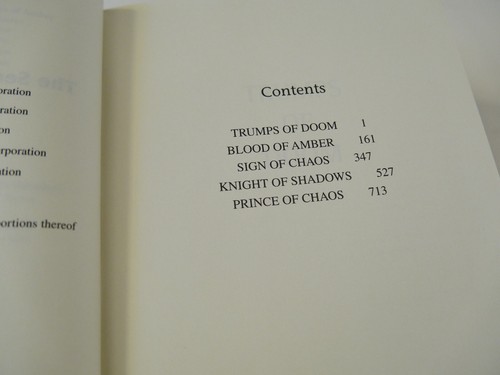 oration
ration
on
rporation
ation
ortions thereof
Contents
TRUMPS OF DOOM 1
BLOOD OF AMBER 161
SIGN OF CHAOS 347
KNIGHT OF SHADOWS 527
PRINCE OF CHAOS 713